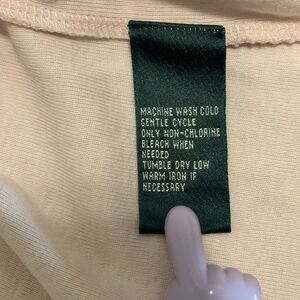 MACHINE WASH COLD
GENTLE CYCLE
ONLY NON-CHLORINE
BLEACH WHEN
NEEDED
TUMBLE DRY LOW
WARM IRON IF
NECESSARY